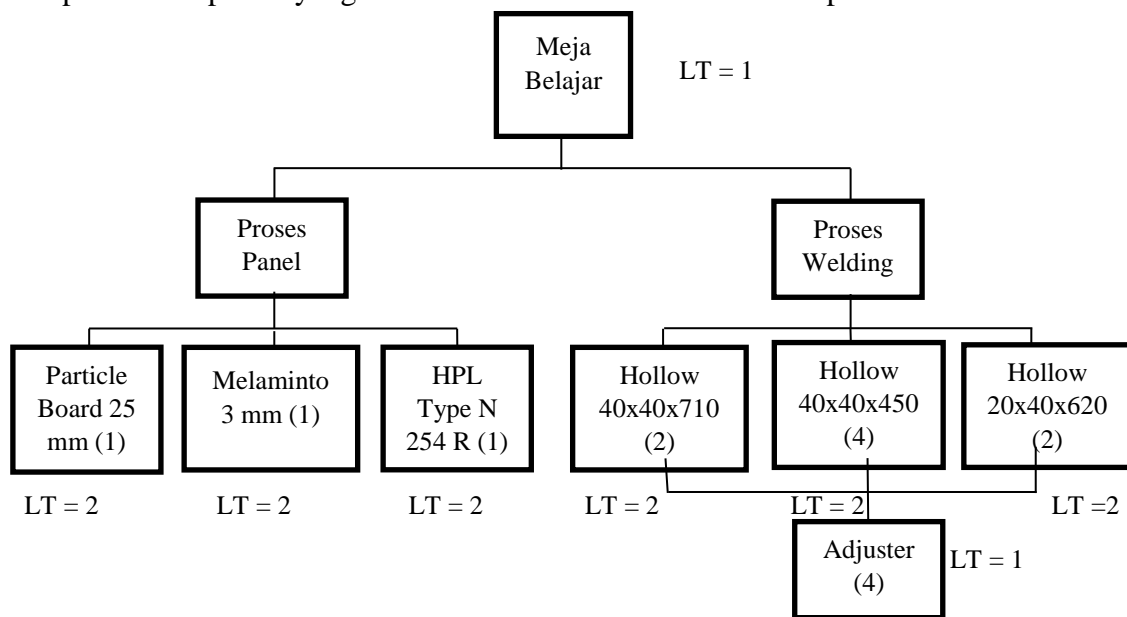 Meja
Belajar
LT = 1
Proses
Panel
Proses
Welding
Particle
Board 25
mm (1)
Melaminto
3 mm (1)
HPL
Type N
254 R (1)
Hollow
40x40x710
(2)
Hollow
40x40x450
(4)
Hollow
20x40x620
(2)
LT = 2
LT = 2
LT = 2
LT = 2
LT = 2
LT =2
Adjuster
(4)
LT = 1